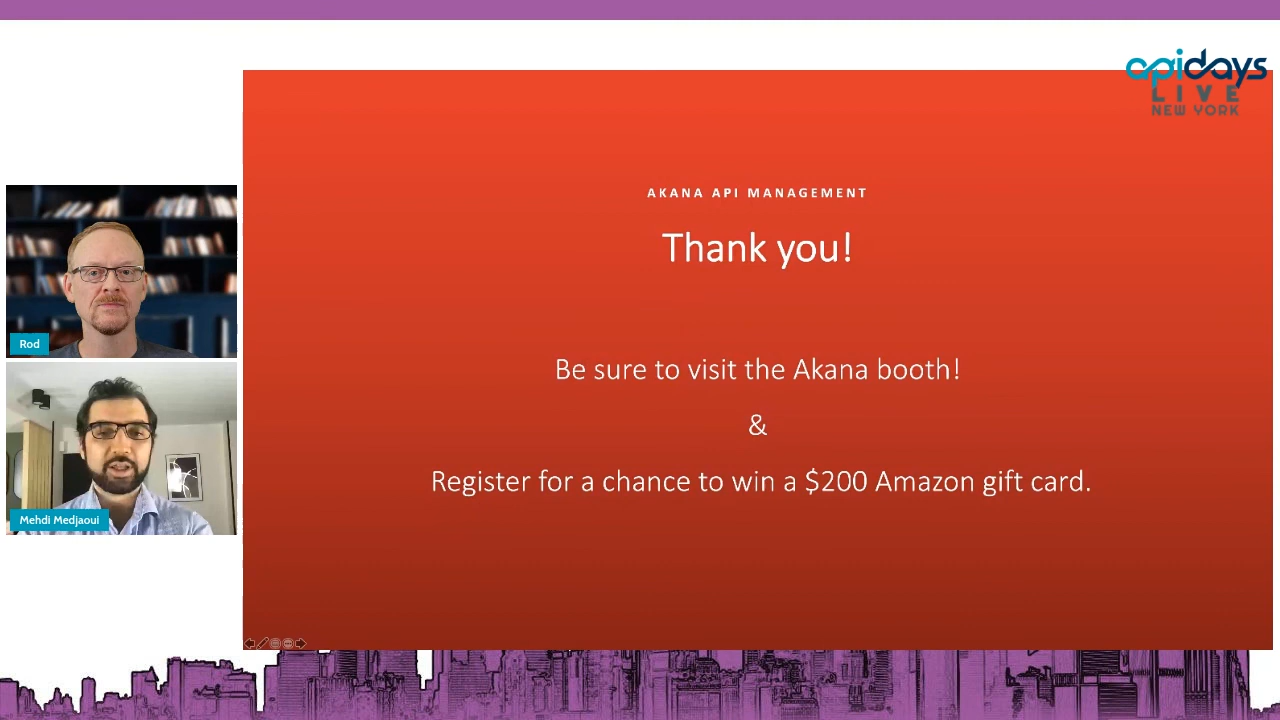 apidays
LIVE
NEW YORK
AKANA API MANAGEMENT
Thank you!
Be sure to visit the Akana booth!
&
Register for a chance to win a $200 Amazon gift card.
Rod
Mehdi Medjaoui